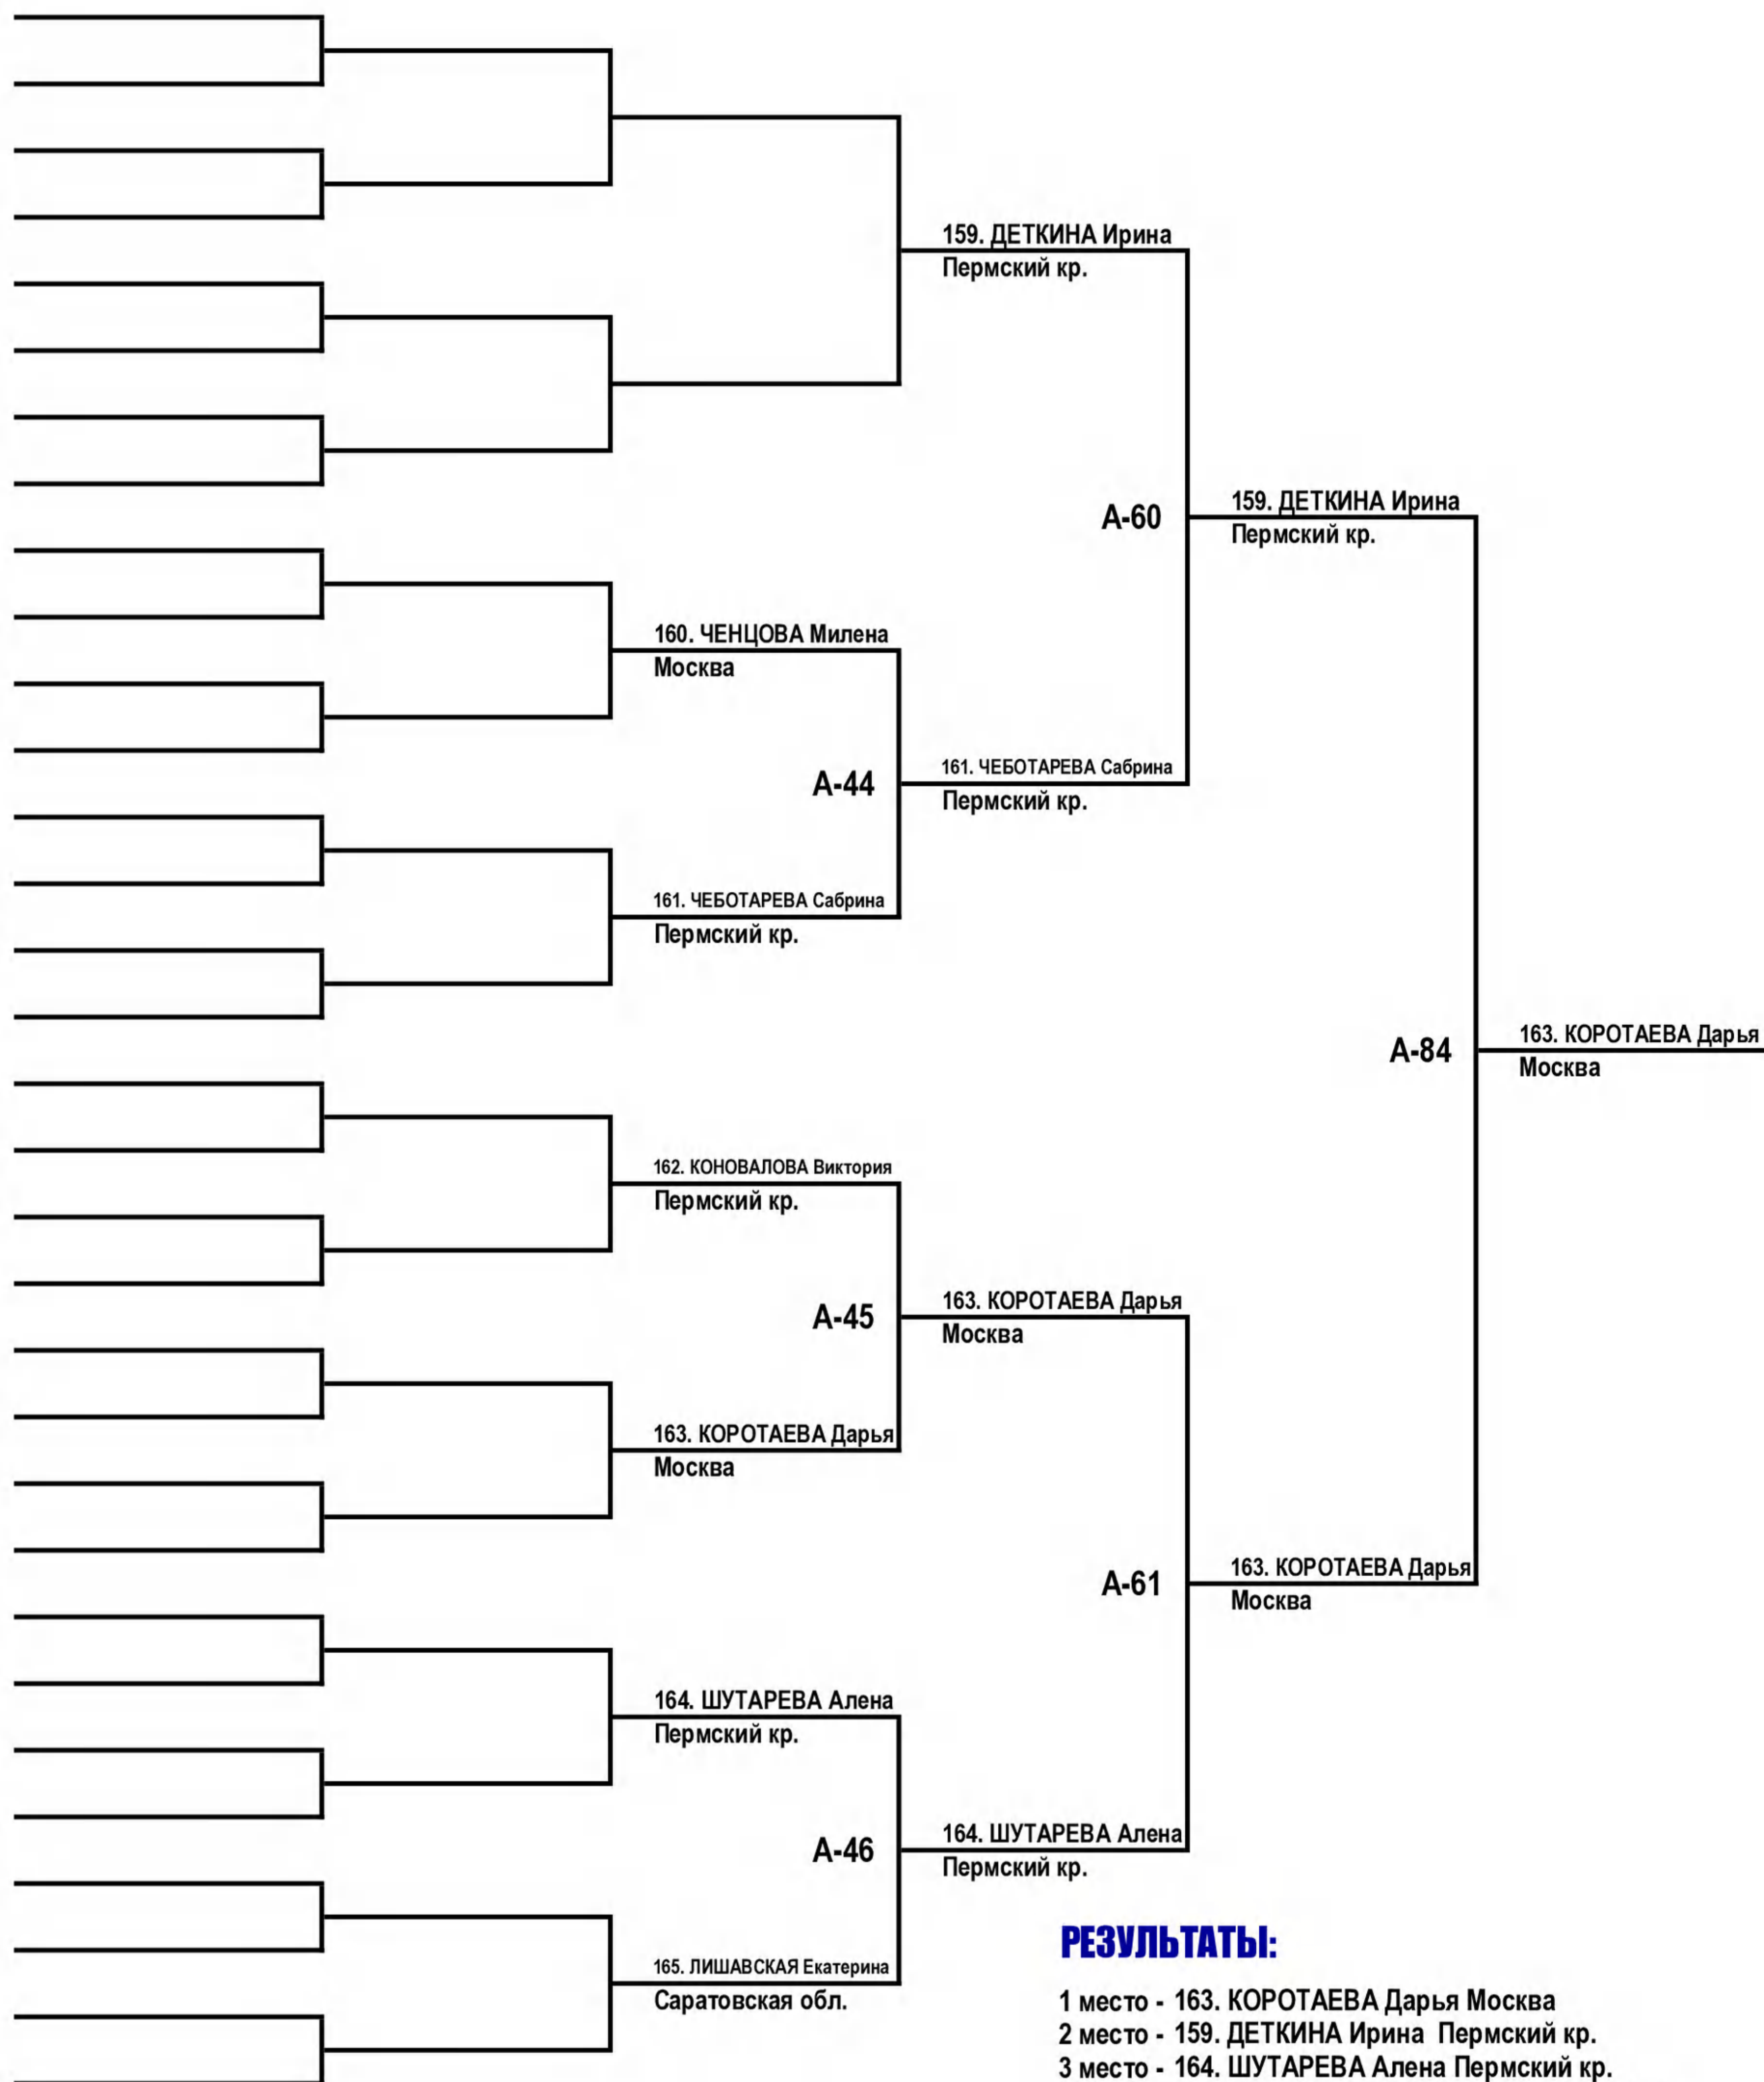 159. ДЕТКИНА Ирина
Пермский кр.
А-60
159. ДЕТКИНА Ирина
Пермский кр.
160. ЧЕНЦОВА Милена
Москва
А-44
161. ЧЕБОТАРЕВА Сабрина
Пермский кр.
161. ЧЕБОТАРЕВА Сабрина
Пермский кр.
А-84
163. КОРОТАЕВА Дарья
Москва
162. КОНОВАЛОВА Виктория
Пермский кр.
А-45
163. КОРОТАЕВА Дарья
Москва
163. КОРОТАЕВА Дарья
Москва
А-61
163. КОРОТАЕВА Дарья
Москва
164. ШУТАРЕВА Алена
Пермский кр.
А-46
164. ШУТАРЕВА Алена
Пермский кр.
165. ЛИШАВСКАЯ Екатерина
Саратовская обл.
РЕЗУЛЬТАТЫ:
1 место - 163. КОРОТАЕВА Дарья Москва
2 место - 159. ДЕТКИНА Ирина Пермский кр.
3 место - 164. ШУТАРЕВА Алена Пермский кр.